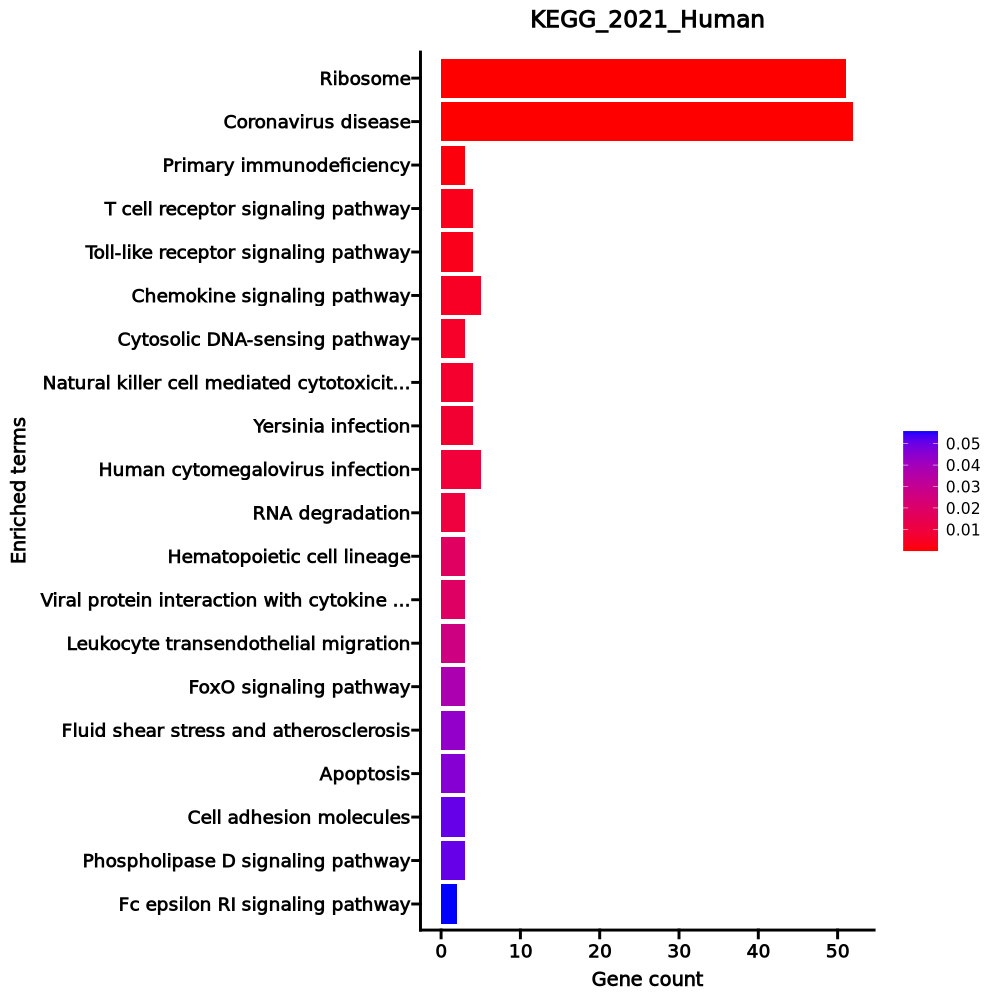 KEGG_2021_Human
Ribosome
Coronavirus disease
Primary immunodeficiency
T cell receptor signaling pathway
Toll-like receptor signaling pathway
Chemokine signaling pathway
Cytosolic DNA-sensing pathway
Natural killer cell mediated cytotoxicit...
Yersinia infection
Human cytomegalovirus infection
RNA degradation
Hematopoietic cell lineage
Viral protein interaction with cytokine ...
Leukocyte transendothelial migration
FoxO signaling pathway
Fluid shear stress and atherosclerosis
Apoptosis
Cell adhesion molecules
Phospholipase D signaling pathway
Fc epsilon RI signaling pathway
Enriched terms
0 10 20 30 40 50
Gene count
0.05
0.04
0.03
0.02
0.01